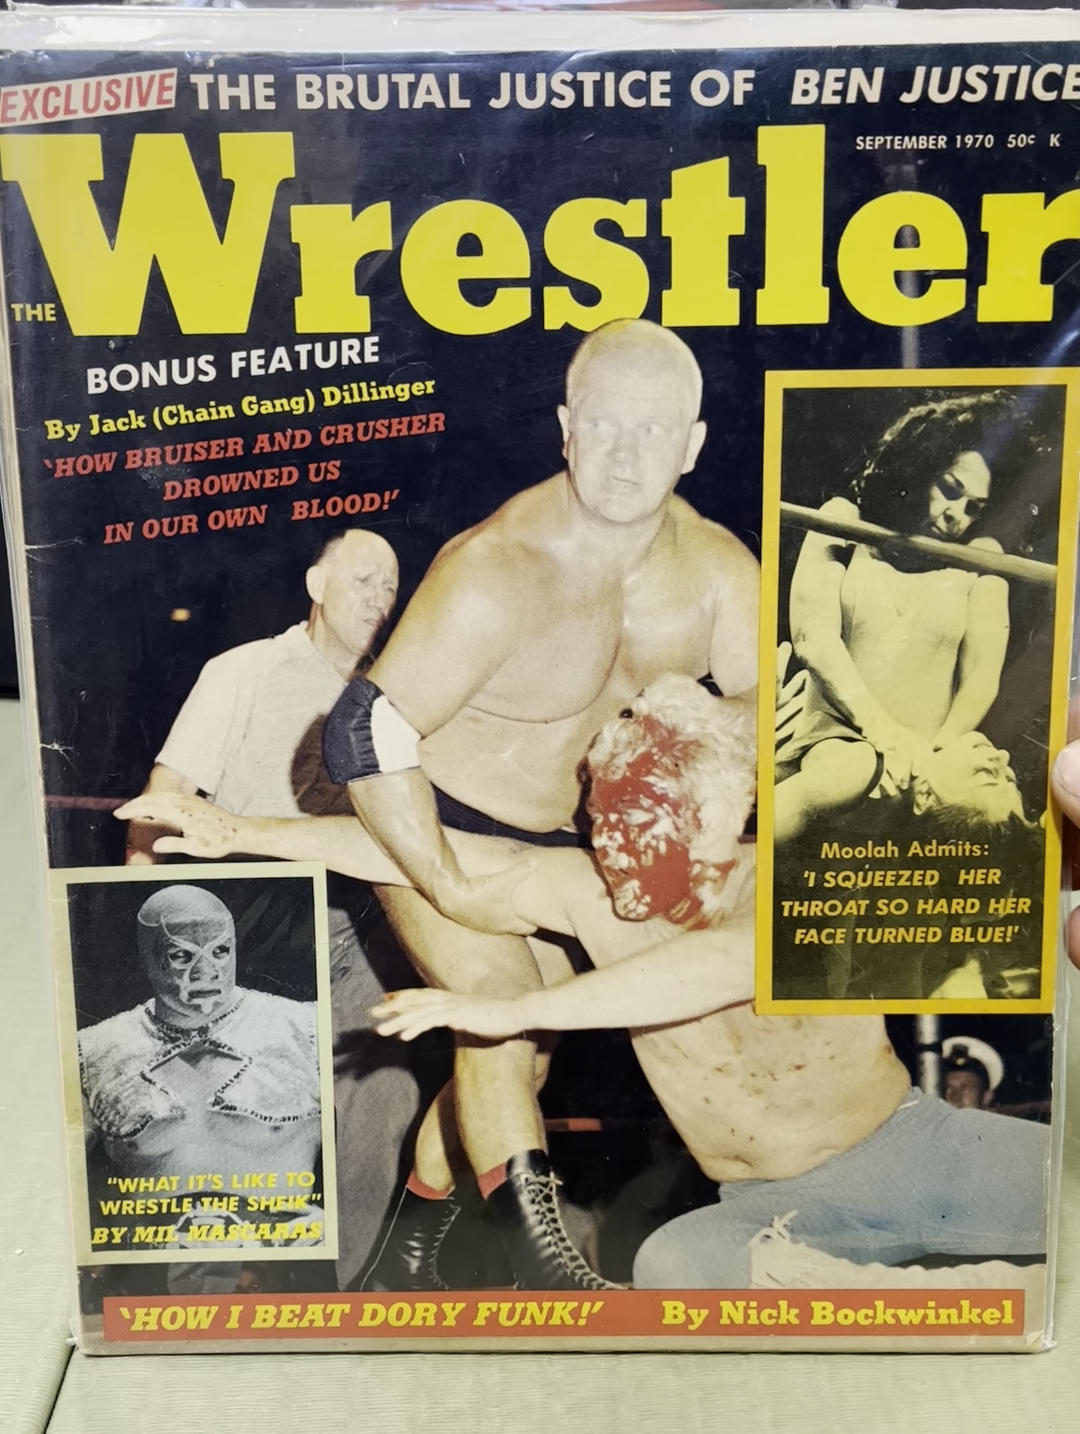 EXCLUSIVE THE BRUTAL JUSTICE OF BEN JUSTICE
SEPTEMBER 1970 50¢ K
THE Wrestler
BONUS FEATURE
By Jack (Chain Gang) Dillinger
'HOW BRUISER AND CRUSHER
DROWNED US
IN OUR OWN BLOOD!'
Moolah Admits:
'I SQUEEZED HER
THROAT SO HARD HER
FACE TURNED BLUE!'
"WHAT IT'S LIKE TO
WRESTLE THE SHEIK"
BY MIL MASCARAS
'HOW I BEAT DORY FUNK!' By Nick Bockwinkel